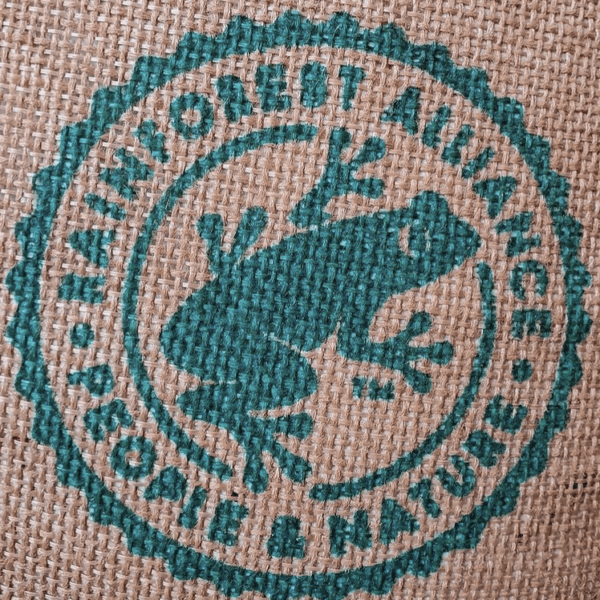 RAINFOREST ALLIANCE
• PEOPLE & NATURE •
TM